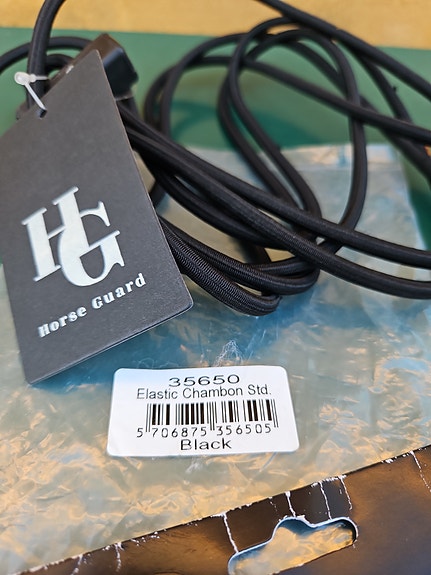 HG
Horse Guard
35650
Elastic Chambon Std.
5 706875 356505
Black